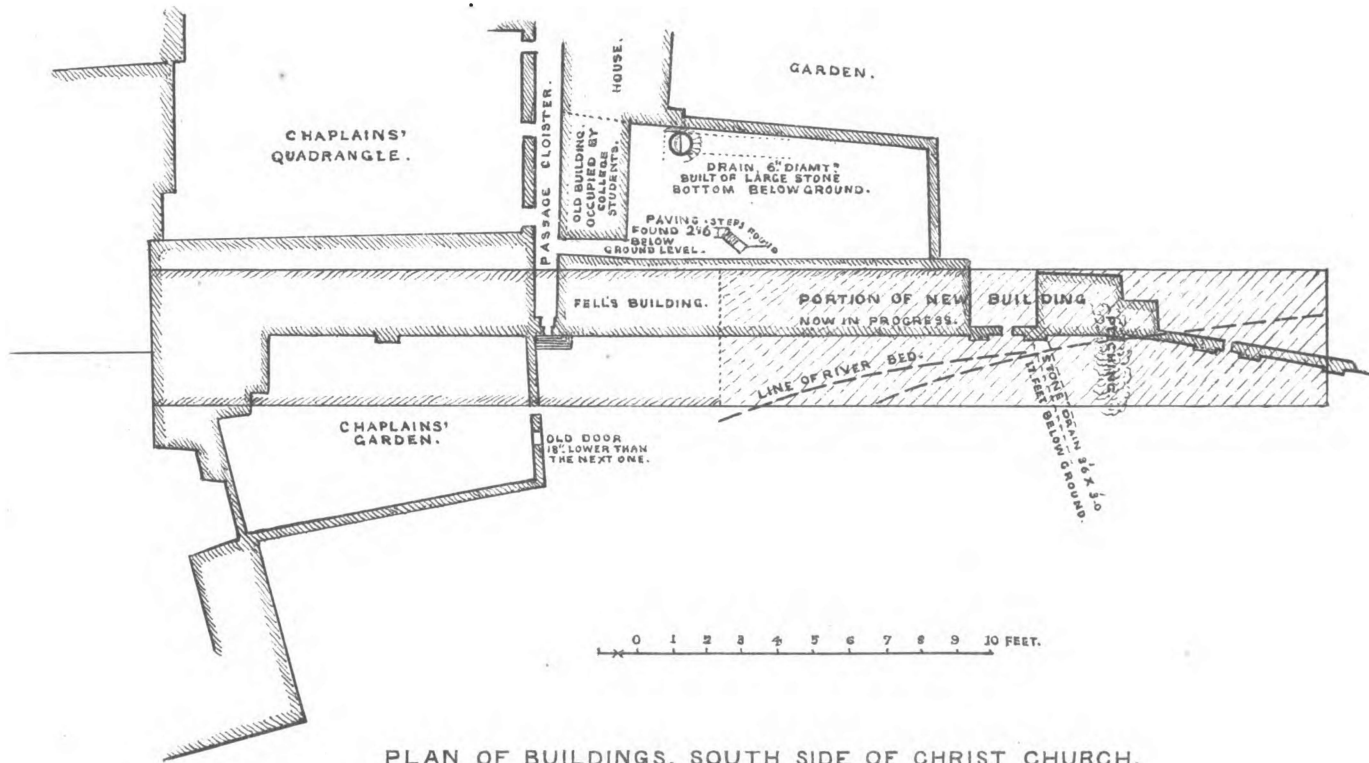 CHAPLAINS'
QUADRANGLE.
PASSAGE CLOISTER.
HOUSE.
OLD BUILDING
OCCUPIED BY
COLLEGE
STUDENTS.
GARDEN.
DRAIN, 6" DIAMTR
BUILT OF LARGE STONE
BOTTOM BELOW GROUND.
PAVING
FOUND 2'6
BELOW
GROUND LEVEL.
STEPS FOUND
FELL'S BUILDING.
PORTION OF NEW BUILDING
NOW IN PROGRESS.
LINE OF RIVER BED.
STONE DRAIN 3'6 X 3'.0
17 FEET BELOW GROUND.
CHAPLAINS'
GARDEN.
OLD DOOR
18". LOWER THAN
THE NEXT ONE.
0 1 2 3 4 5 6 7 8 9 10 FEET.
PLAN OF BUILDINGS, SOUTH SIDE OF CHRIST CHURCH.